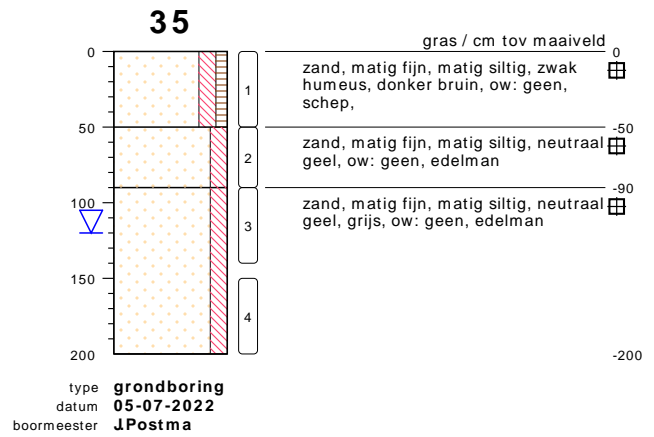 35
gras / cm tov maaiveld
0
0
zand, matig fijn, matig siltig, zwak
humeus, donker bruin, ow: geen,
schep,
1
50
-50
zand, matig fijn, matig siltig, neutraal
geel, ow: geen, edelman
2
-90
100
zand, matig fijn, matig siltig, neutraal
geel, grijs, ow: geen, edelman
3
150
4
200
-200
type grondboring
datum 05-07-2022
boormeester J.Postma